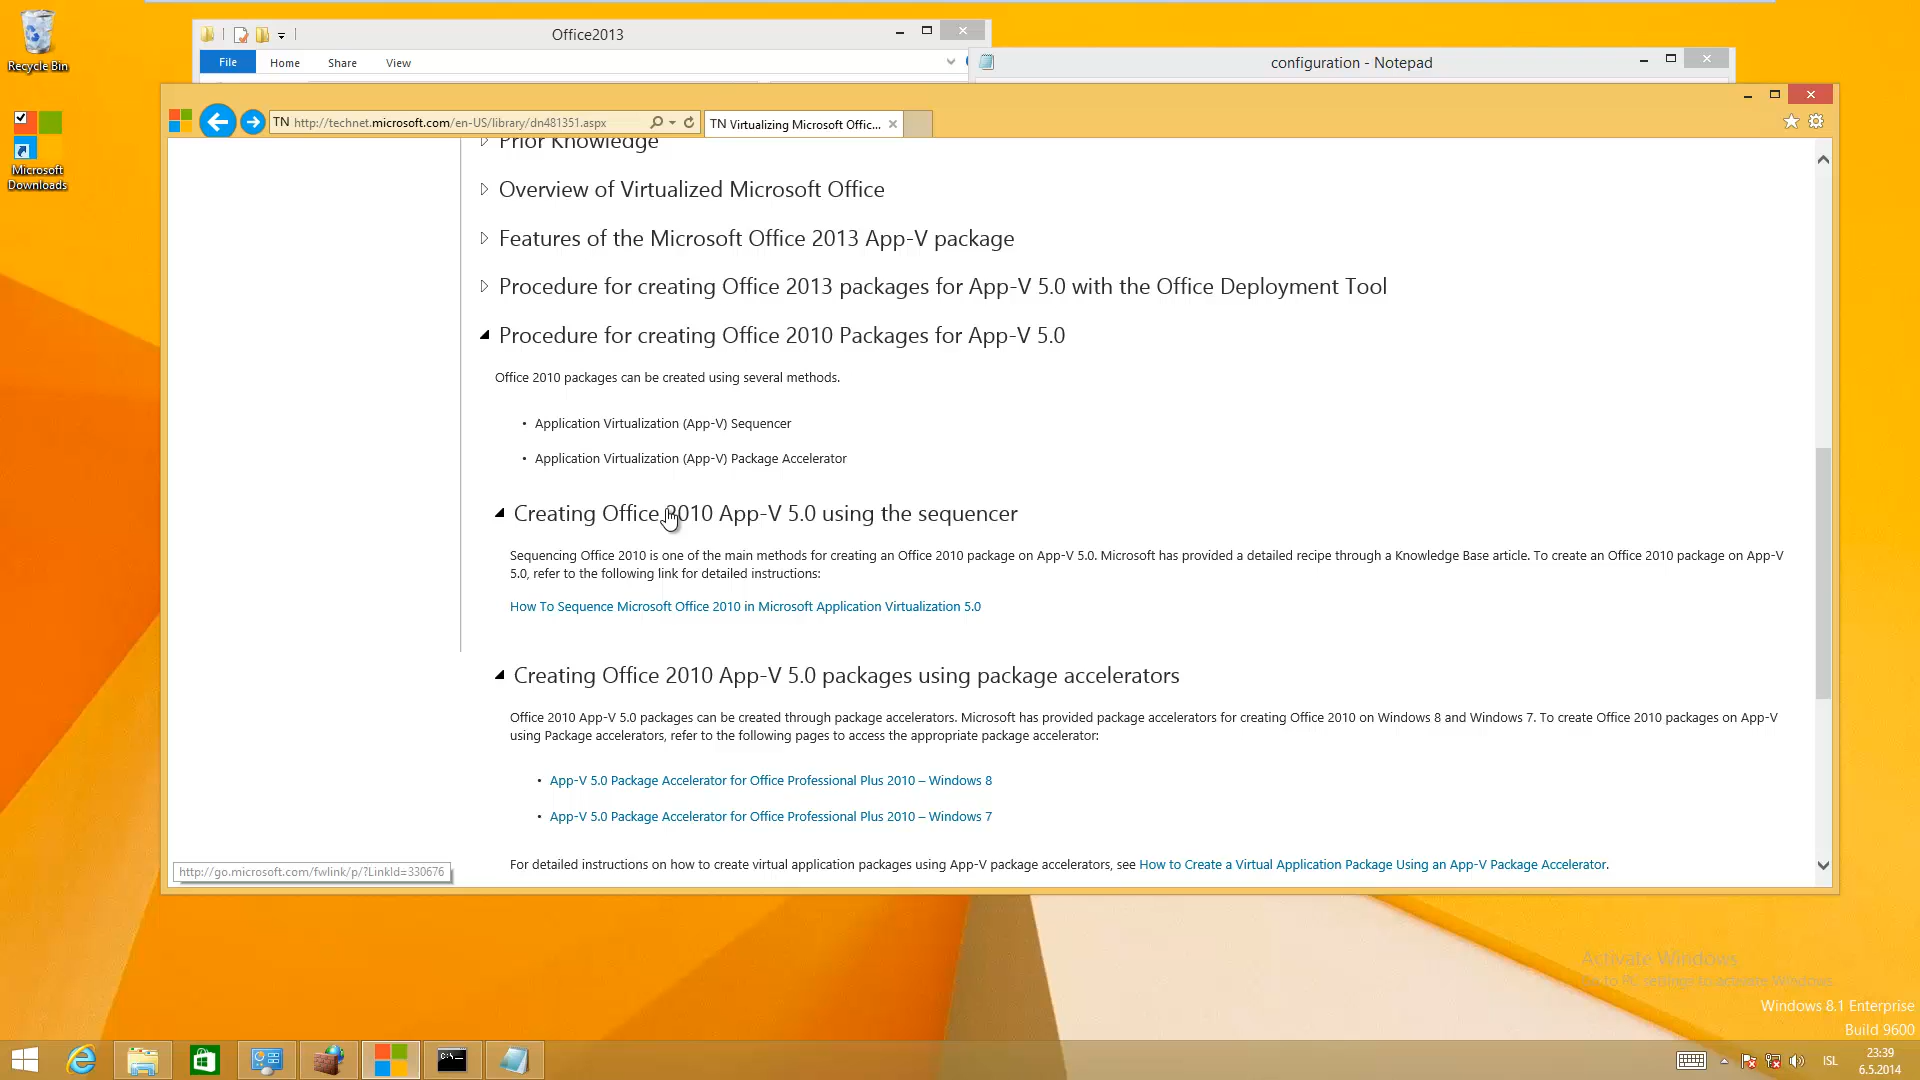 Recycle Bin
Microsoft
Downloads
Office2013
File
Home
Share
View
configuration - Notepad
TN http://technet.microsoft.com/en-US/library/dn481351.aspx
TN Virtualizing Microsoft Offic...
Prior Knowledge
Overview of Virtualized Microsoft Office
Features of the Microsoft Office 2013 App-V package
Procedure for creating Office 2013 packages for App-V 5.0 with the Office Deployment Tool
Procedure for creating Office 2010 Packages for App-V 5.0
Office 2010 packages can be created using several methods.
• Application Virtualization (App-V) Sequencer
• Application Virtualization (App-V) Package Accelerator
Creating Office 2010 App-V 5.0 using the sequencer
Sequencing Office 2010 is one of the main methods for creating an Office 2010 package on App-V 5.0. Microsoft has provided a detailed recipe through a Knowledge Base article. To create an Office 2010 package on App-V
5.0, refer to the following link for detailed instructions:
How To Sequence Microsoft Office 2010 in Microsoft Application Virtualization 5.0
Creating Office 2010 App-V 5.0 packages using package accelerators
Office 2010 App-V 5.0 packages can be created through package accelerators. Microsoft has provided package accelerators for creating Office 2010 on Windows 8 and Windows 7. To create Office 2010 packages on App-V
using Package accelerators, refer to the following pages to access the appropriate package accelerator:
• App-V 5.0 Package Accelerator for Office Professional Plus 2010 – Windows 8
• App-V 5.0 Package Accelerator for Office Professional Plus 2010 – Windows 7
For detailed instructions on how to create virtual application packages using App-V package accelerators, see How to Create a Virtual Application Package Using an App-V Package Accelerator.
http://go.microsoft.com/fwlink/p/?LinkId=330676
Activate Windows
Go to PC settings to activate Windows.
Windows 8.1 Enterprise
Build 9600
C:\
ISL
23:39
6.5.2014